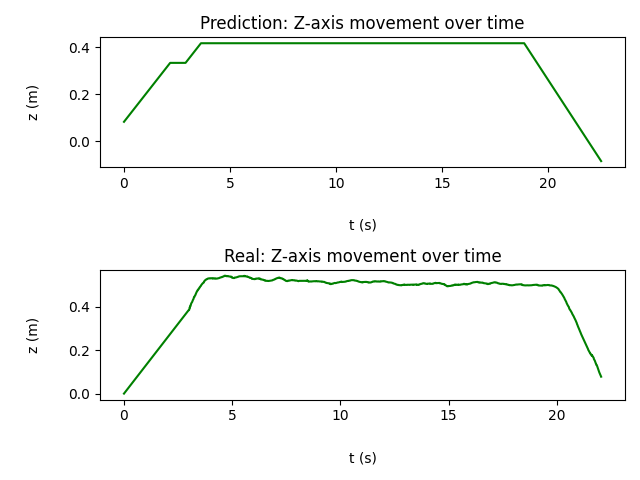 Prediction: Z-axis movement over time
0.4
0.2
0.0
z (m)
0 5 10 15 20
t (s)
Real: Z-axis movement over time
0.4
0.2
0.0
z (m)
0 5 10 15 20
t (s)